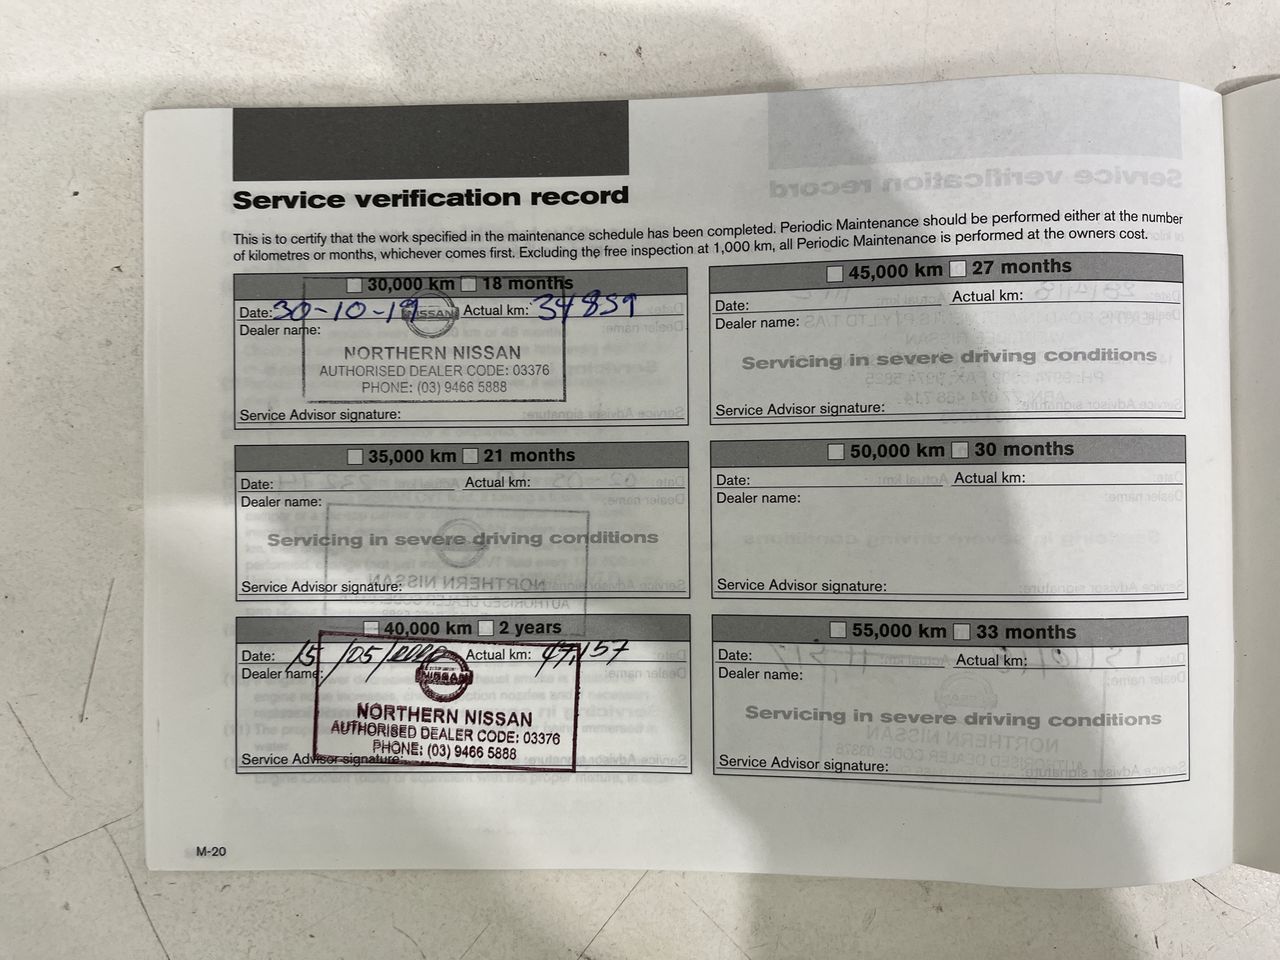 Service verification record
This is to certify that the work specified in the maintenance schedule has been completed. Periodic Maintenance should be performed either at the number
of kilometres or months, whichever comes first. Excluding the free inspection at 1,000 km, all Periodic Maintenance is performed at the owners cost.
30,000 km 18 months
Date: 30-10-19 Actual km: 34859
Dealer name:
NISSAN
NORTHERN NISSAN
AUTHORISED DEALER CODE: 03376
PHONE: (03) 9466 5888
Service Advisor signature:
35,000 km 21 months
Date: Actual km:
Dealer name:
Servicing in severe driving conditions
Service Advisor signature:
40,000 km 2 years
Date: 15/05/ Actual km: 47,157
Dealer name:
NISSAN
NORTHERN NISSAN
AUTHORISED DEALER CODE: 03376
PHONE: (03) 9466 5888
Service Advisor signature:
45,000 km 27 months
Date: Actual km:
Dealer name:
Servicing in severe driving conditions
Service Advisor signature:
50,000 km 30 months
Date: Actual km:
Dealer name:
Service Advisor signature:
55,000 km 33 months
Date: Actual km:
Dealer name:
Servicing in severe driving conditions
Service Advisor signature:
M-20